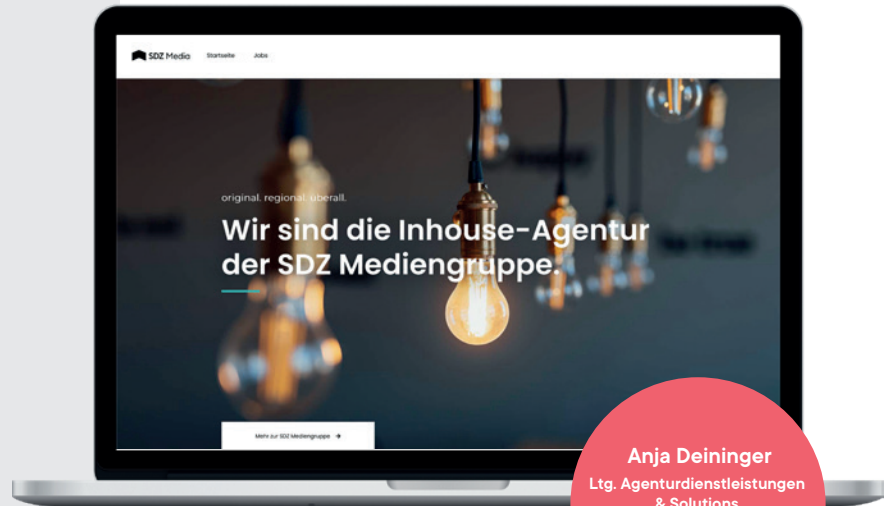 SDZ Media Startseite Jobs
original. regional. überall.
Wir sind die Inhouse-Agentur
der SDZ Mediengruppe.
Mehr zur SDZ Mediengruppe →
Anja Deininger
Ltg. Agenturdienstleistungen
& Solutions